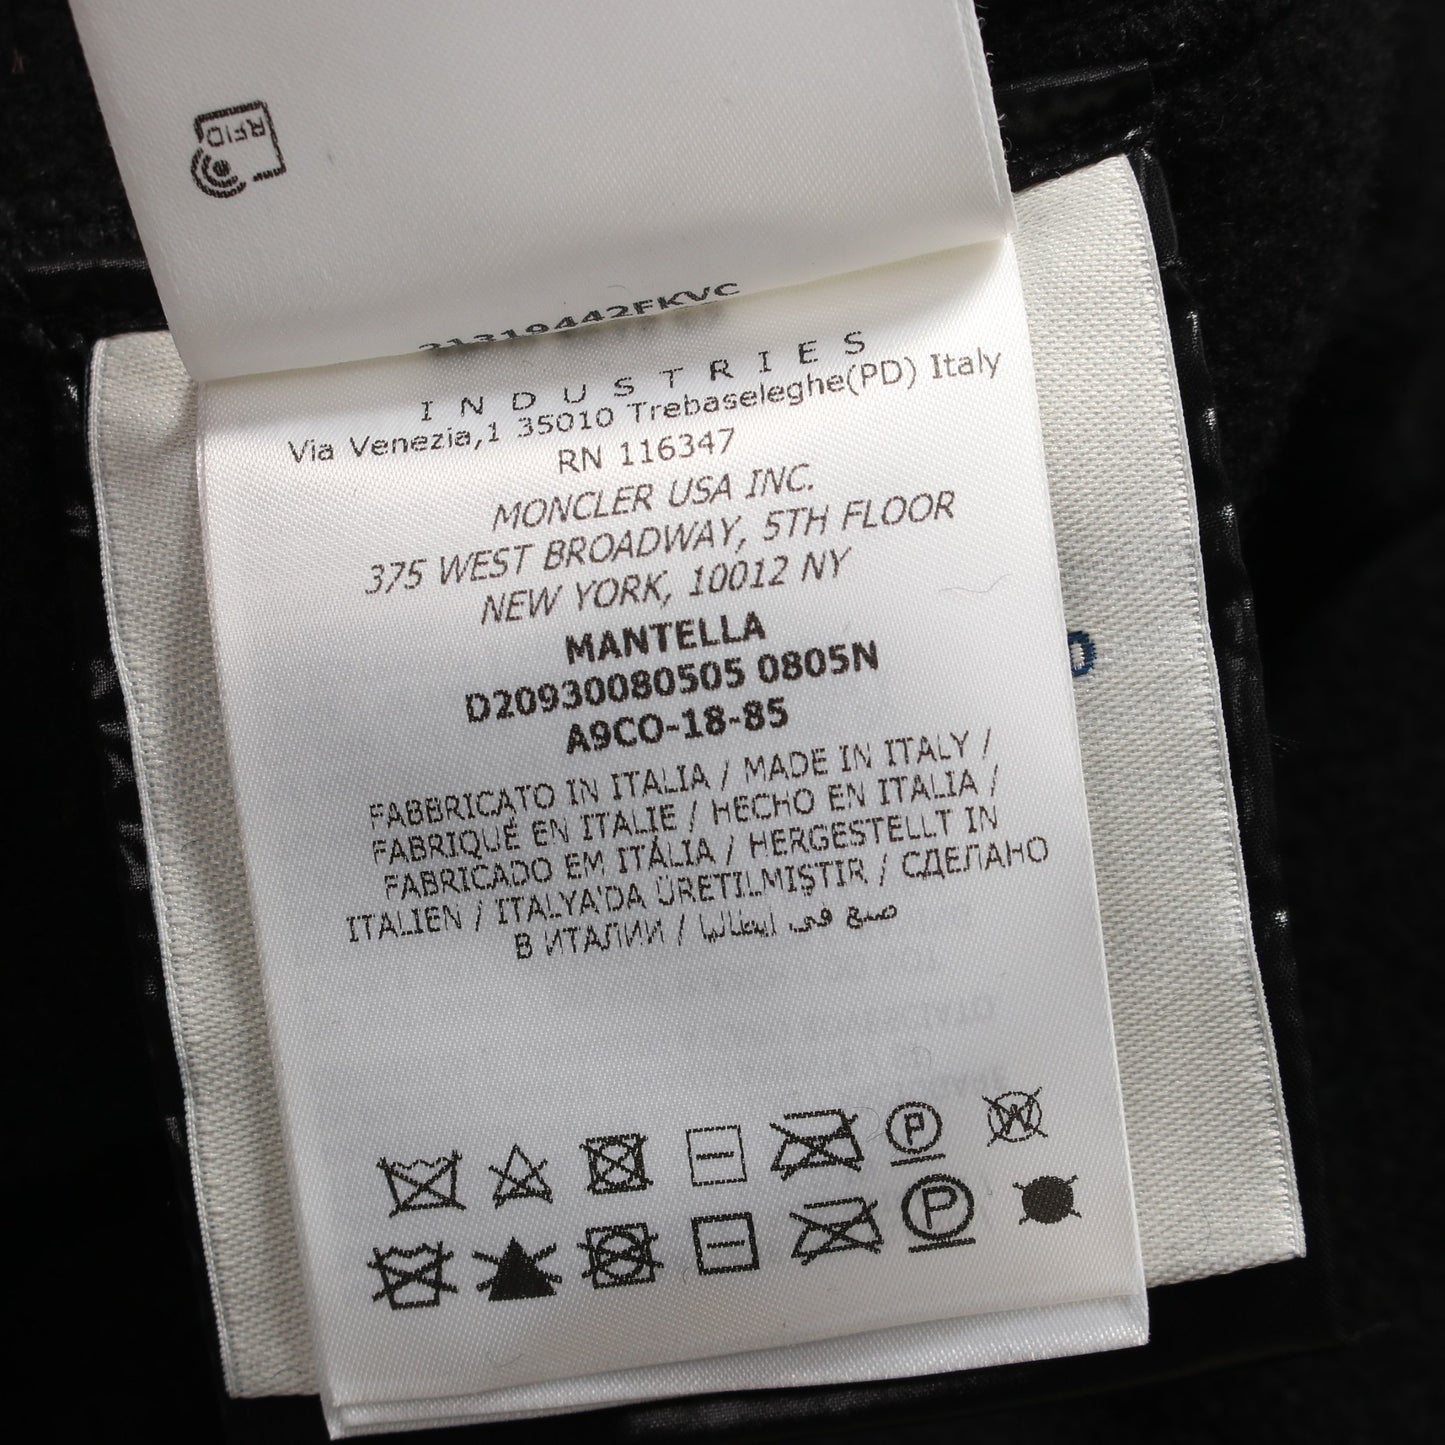 RFID
21319442FKVC
INDUSTRIES
Via Venezia,1 35010 Trebaseleghe(PD) Italy
RN 116347
MONCLER USA INC.
375 WEST BROADWAY, 5TH FLOOR
NEW YORK, 10012 NY
MANTELLA
D20930080505 0805N
A9CO-18-85
FABBRICATO IN ITALIA / MADE IN ITALY /
FABRIQUÉ EN ITALIE / HECHO EN ITALIA /
FABRICADO EM ITÁLIA / HERGESTELLT IN
ITALIEN / ITALYA'DA ÜRETILMIŞTIR / СДЕЛАНО
В ИТАЛИИ / صنع في ايطاليا
P
W
P